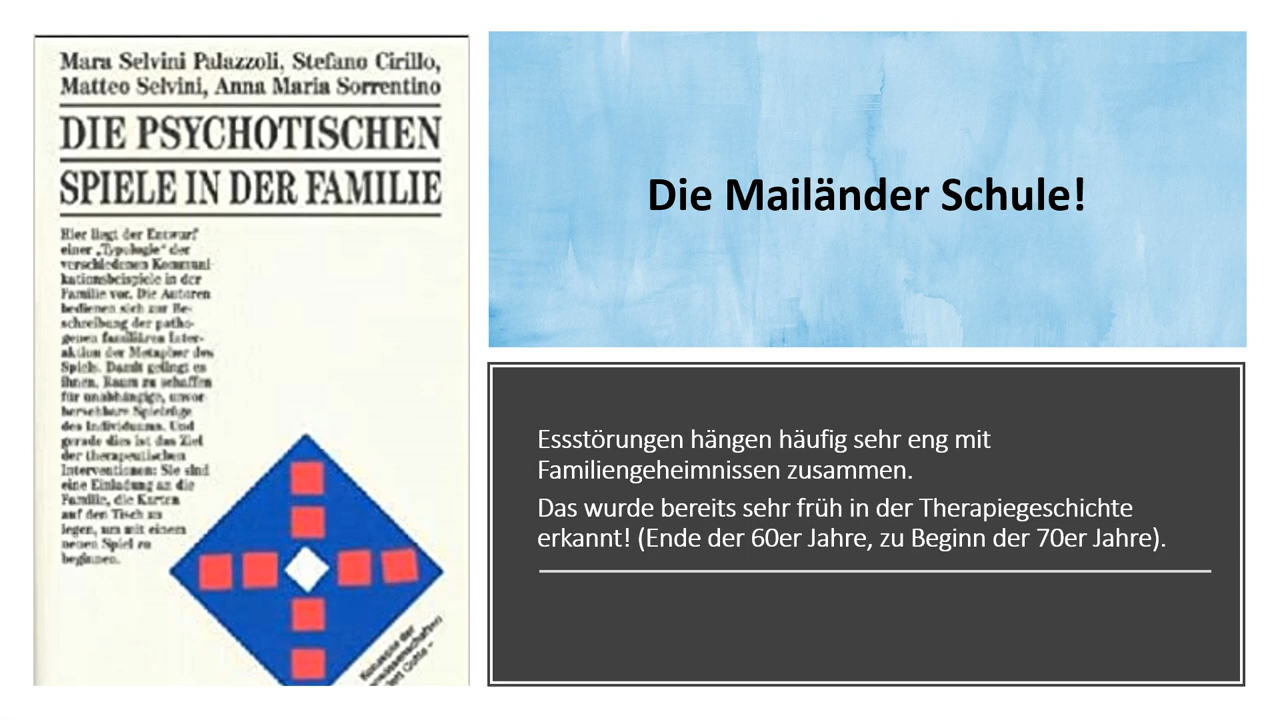 Mara Selvini Palazzoli, Stefano Cirillo,
Matteo Selvini, Anna Maria Sorrentino
DIE PSYCHOTISCHEN
SPIELE IN DER FAMILIE
Hier liegt der Entwurf
einer „Typologie“ der
verschiedenen Kommuni-
kationsbeispiele in der
Familie vor. Die Autoren
bedienen sich zur Be-
schreibung der patho-
genen familiären Inter-
aktion der Metapher des
Spiels. Damit gelingt es
ihnen, Raum zu schaffen
für unabhängige, unvor-
hersehbare Spielzüge
des Individuums. Und
gerade dies ist das Ziel
der therapeutischen
Interventionen: Sie sind
eine Einladung an die
Familie, die Karten
auf den Tisch zu
legen, um mit einem
neuen Spiel zu
beginnen.
Konzepte der
Die Mailänder Schule!
Essstörungen hängen häufig sehr eng mit
Familiengeheimnissen zusammen.
Das wurde bereits sehr früh in der Therapiegeschichte
erkannt! (Ende der 60er Jahre, zu Beginn der 70er Jahre).